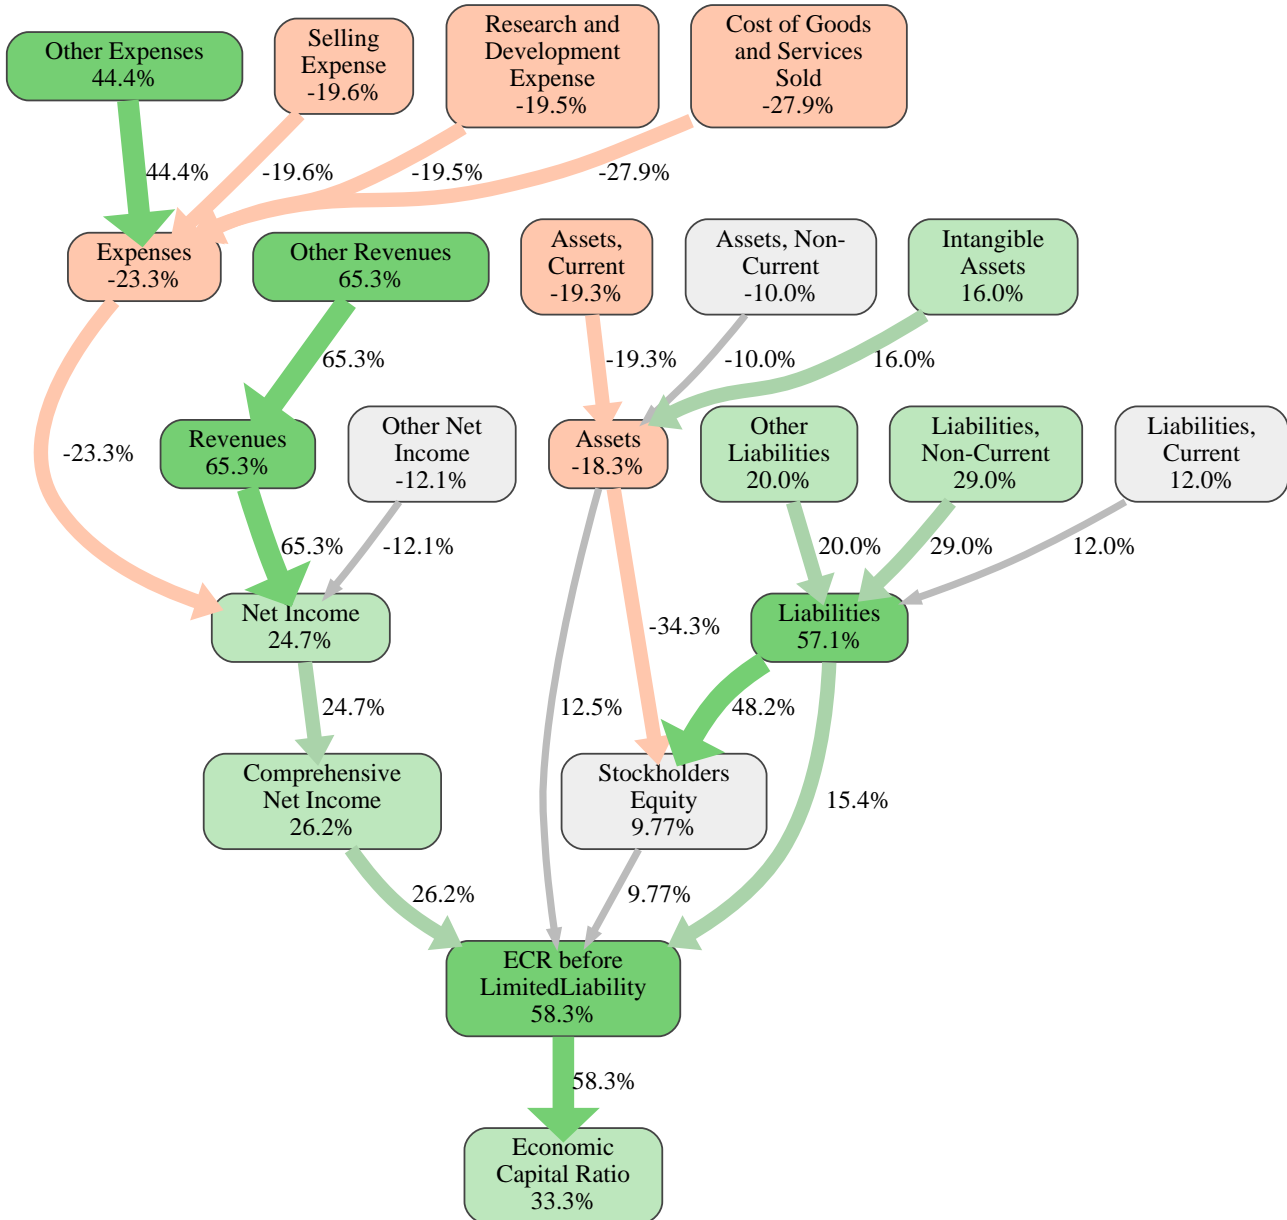 Other Expenses
44.4%
Selling
Expense
-19.6%
Research and
Development
Expense
-19.5%
Cost of Goods
and Services
Sold
-27.9%
44.4%
-19.6%
-19.5%
-27.9%
Expenses
-23.3%
Other Revenues
65.3%
Assets,
Current
-19.3%
Assets, Non-
Current
-10.0%
Intangible
Assets
16.0%
65.3%
-19.3%
-10.0%
16.0%
-23.3%
Revenues
65.3%
Other Net
Income
-12.1%
Assets
-18.3%
Other
Liabilities
20.0%
Liabilities,
Non-Current
29.0%
Liabilities,
Current
12.0%
65.3%
-12.1%
20.0%
29.0%
12.0%
Net Income
24.7%
-34.3%
Liabilities
57.1%
24.7%
12.5%
48.2%
Comprehensive
Net Income
26.2%
Stockholders
Equity
9.77%
15.4%
26.2%
9.77%
ECR before
LimitedLiability
58.3%
58.3%
Economic
Capital Ratio
33.3%